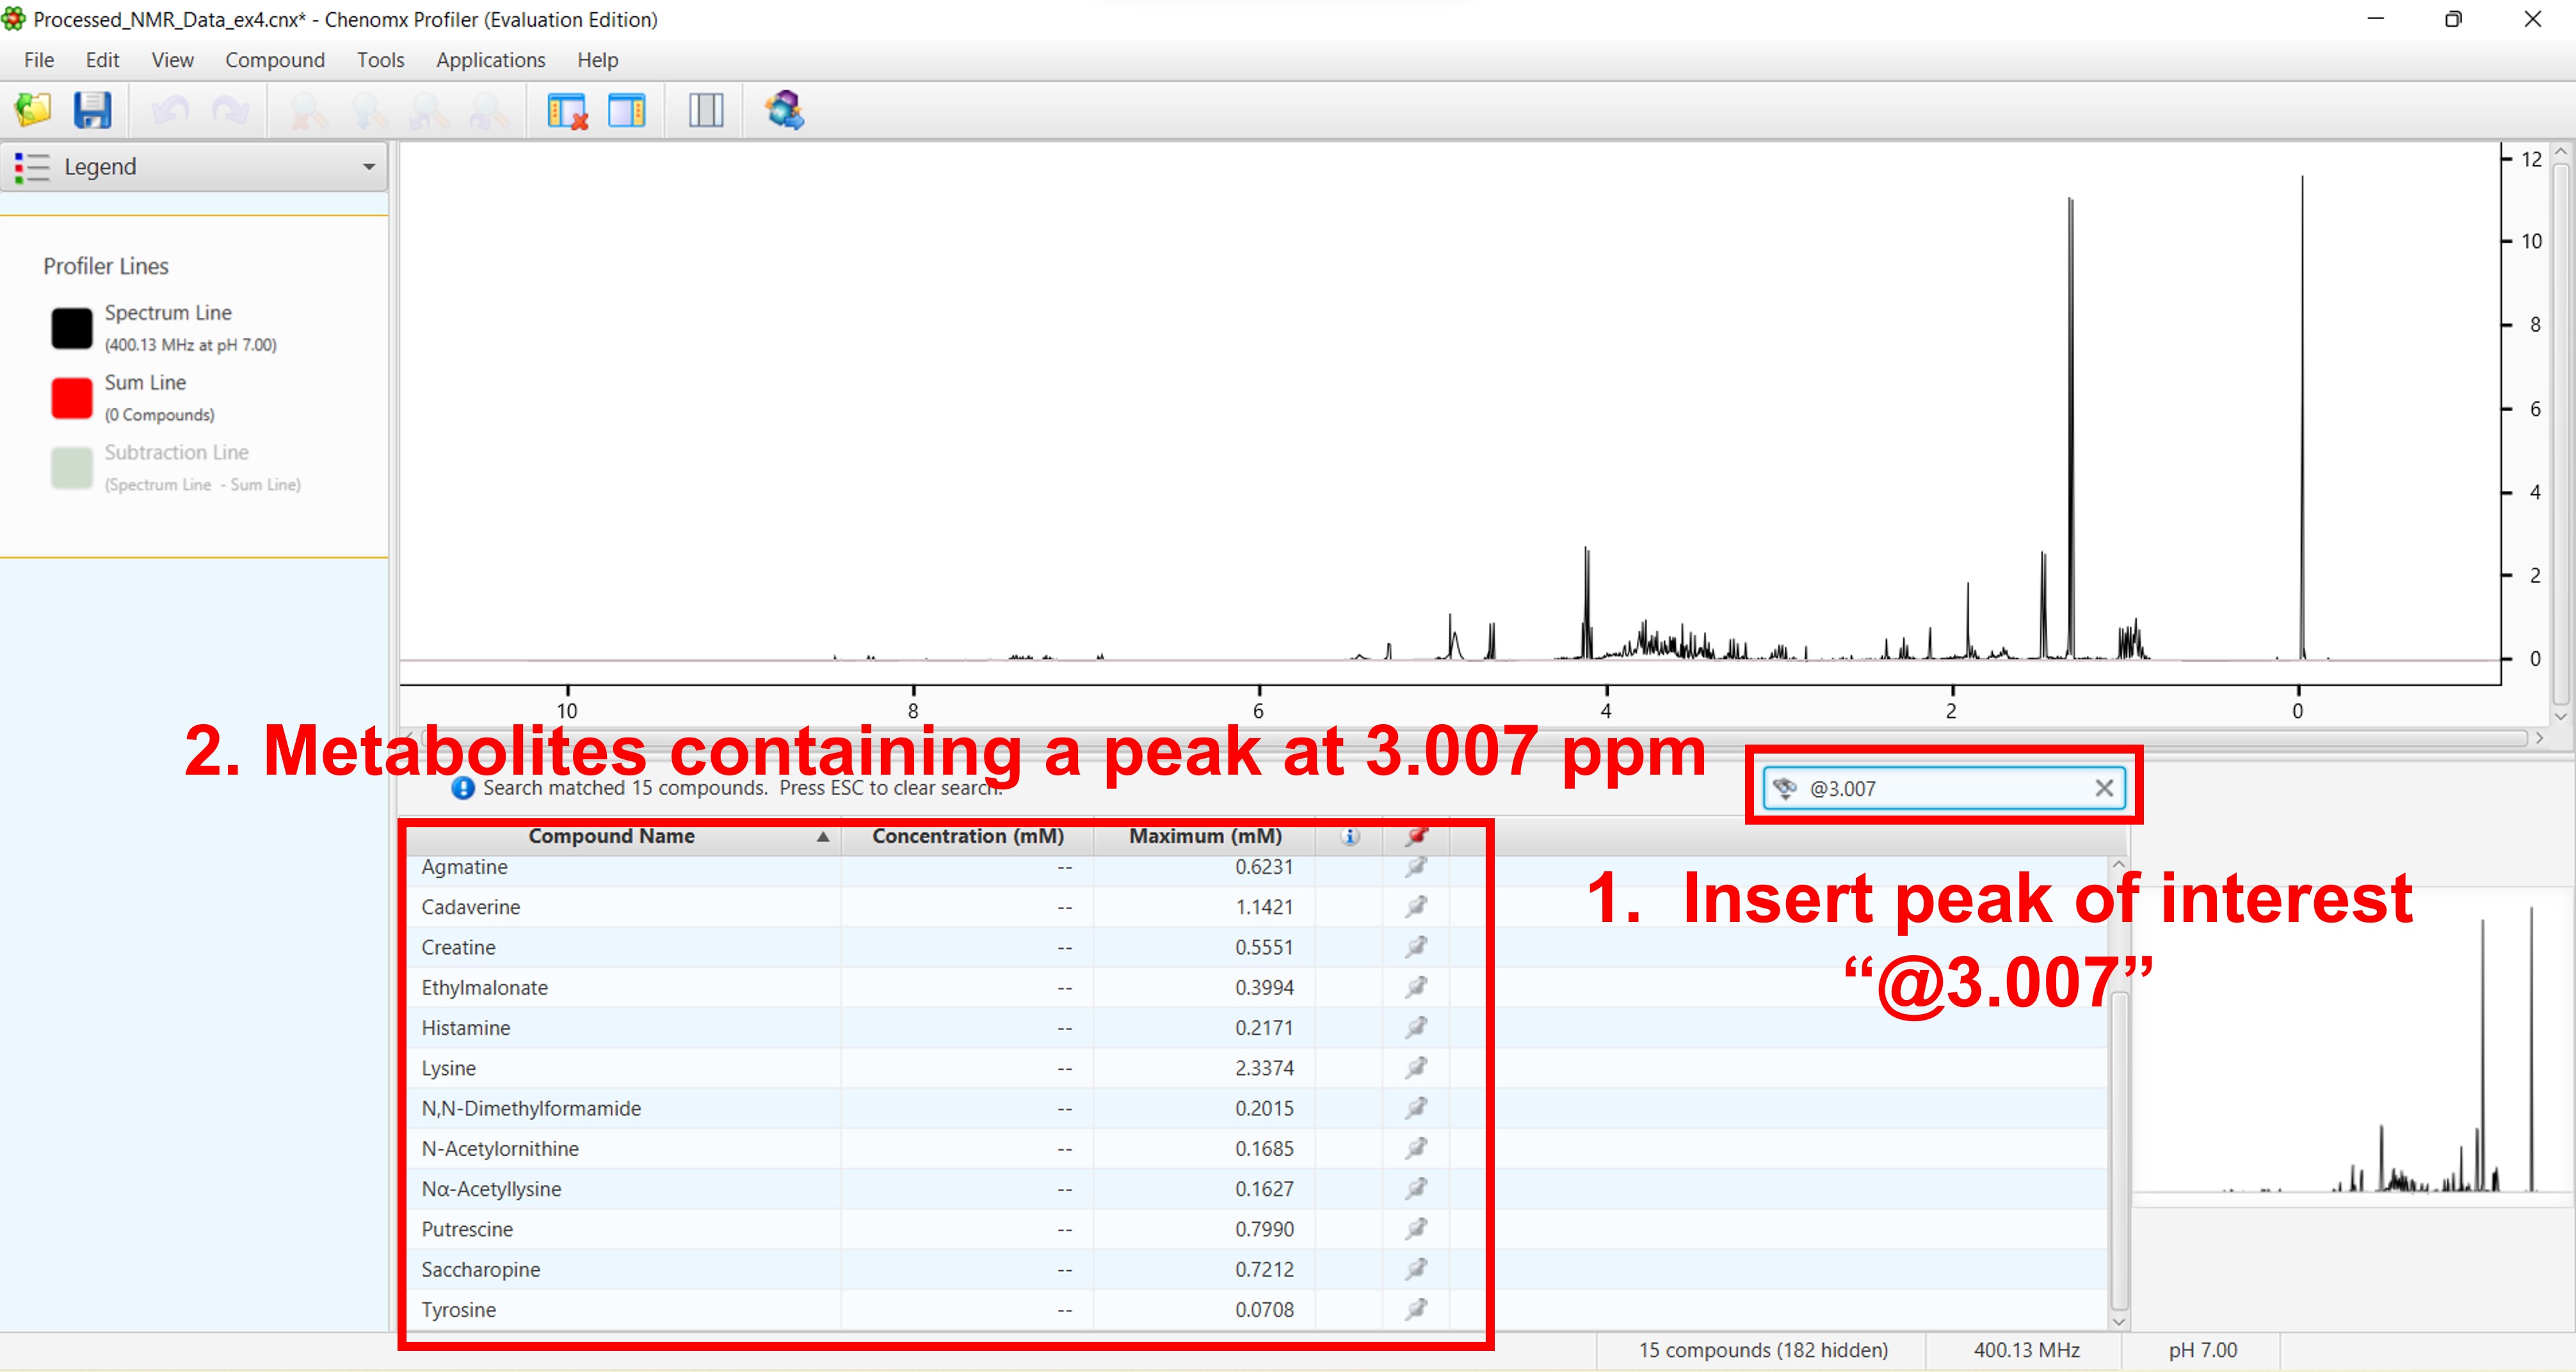 Processed_NMR_Data_ex4.cnx* - Chenomx Profiler (Evaluation Edition)
File Edit View Compound Tools Applications Help
Legend
Profiler Lines
Spectrum Line
(400.13 MHz at pH 7.00)
Sum Line
(0 Compounds)
Subtraction Line
(Spectrum Line - Sum Line)
12
10
8
6
4
2
0
10 8 6 4 2 0
2. Metabolites containing a peak at 3.007 ppm
Search matched 15 compounds. Press ESC to clear search.
@3.007
Compound Name Concentration (mM) Maximum (mM)
Agmatine -- 0.6231
Cadaverine -- 1.1421
Creatine -- 0.5551
Ethylmalonate -- 0.3994
Histamine -- 0.2171
Lysine -- 2.3374
N,N-Dimethylformamide -- 0.2015
N-Acetylornithine -- 0.1685
Nα-Acetyllysine -- 0.1627
Putrescine -- 0.7990
Saccharopine -- 0.7212
Tyrosine -- 0.0708
1. Insert peak of interest
“@3.007”
15 compounds (182 hidden) 400.13 MHz pH 7.00